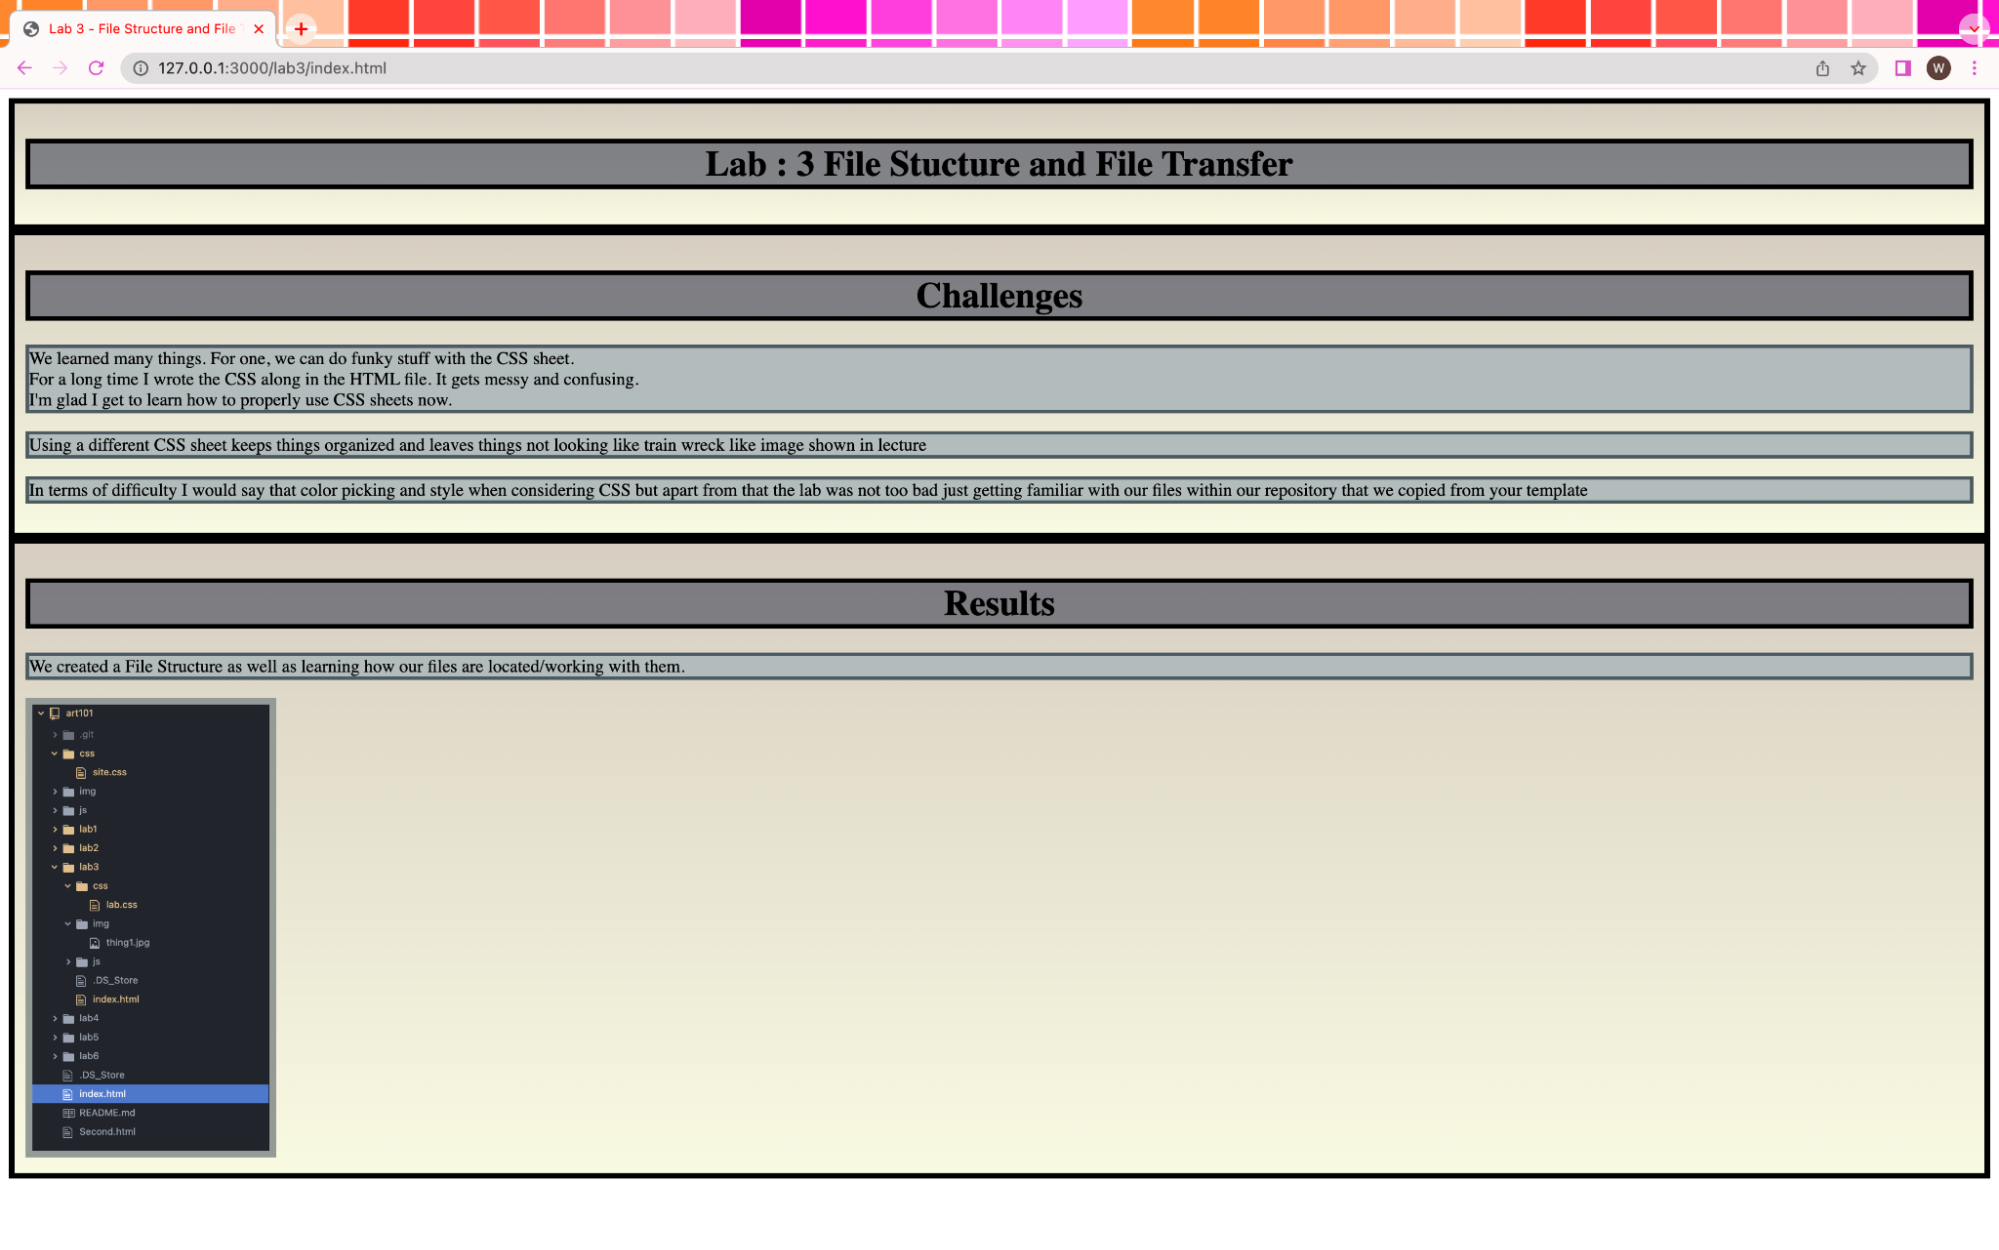 Lab 3 - File Structure and File
127.0.0.1:3000/lab3/index.html
W
Lab : 3 File Stucture and File Transfer
Challenges
We learned many things. For one, we can do funky stuff with the CSS sheet.
For a long time I wrote the CSS along in the HTML file. It gets messy and confusing.
I'm glad I get to learn how to properly use CSS sheets now.
Using a different CSS sheet keeps things organized and leaves things not looking like train wreck like image shown in lecture
In terms of difficulty I would say that color picking and style when considering CSS but apart from that the lab was not too bad just getting familiar with our files within our repository that we copied from your template
Results
We created a File Structure as well as learning how our files are located/working with them.
art101
.git
css
site.css
img
js
lab1
lab2
lab3
css
lab.css
img
thing1.jpg
js
.DS_Store
index.html
lab4
lab5
lab6
.DS_Store
index.html
README.md
Second.html